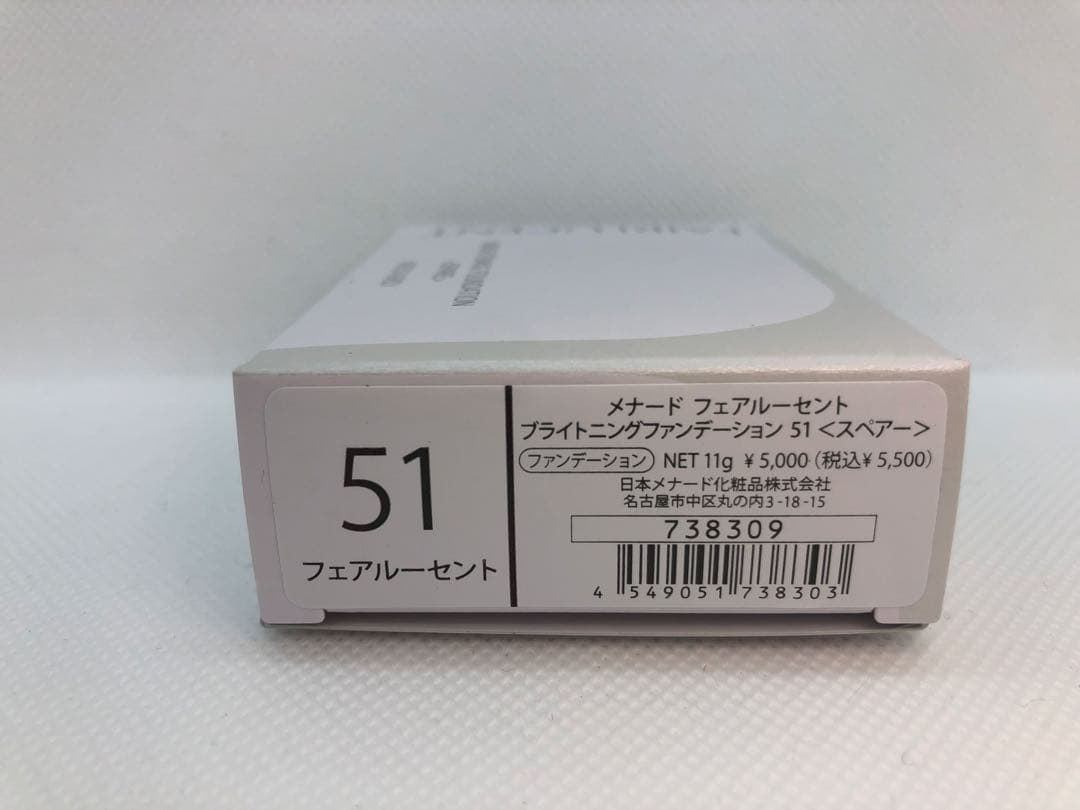 51
フェアルーセント
メナード フェアルーセント
ブライトニングファンデーション 51 <スペアー>
ファンデーション NET 11g ¥5,000 (税込¥5,500)
日本メナード化粧品株式会社
名古屋市中区丸の内3-18-15
738309
4 549051 738303